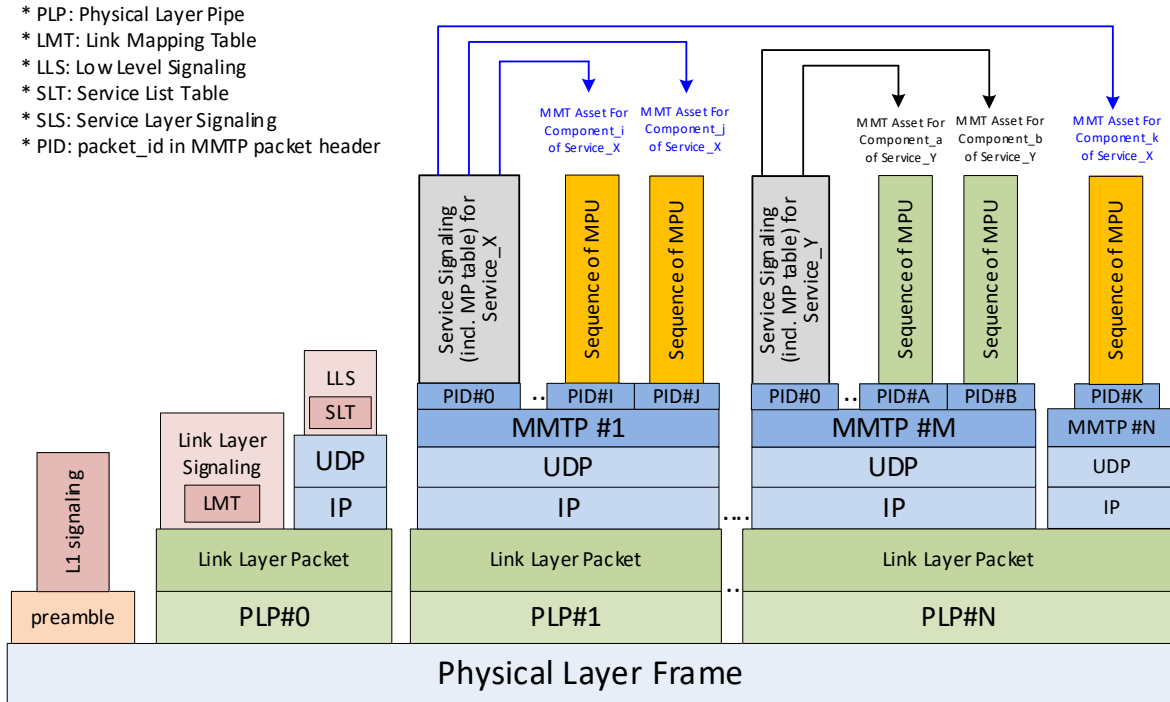 * PLP: Physical Layer Pipe
* LMT: Link Mapping Table
* LLS: Low Level Signaling
* SLT: Service List Table
* SLS: Service Layer Signaling
* PID: packet_id in MMTP packet header
MMT Asset For
Component_i
of Service_X
MMT Asset For
Component_j
of Service_X
MMT Asset For
Component_a
of Service_Y
MMT Asset For
Component_b
of Service_Y
MMT Asset For
Component_k
of Service_X
Service Signaling
(incl. MP table) for
Service_X
Sequence of MPU
Sequence of MPU
Service Signaling
(incl. MP table) for
Service_Y
Sequence of MPU
Sequence of MPU
Sequence of MPU
PID#0
..
PID#I
PID#J
PID#0
..
PID#A
PID#B
PID#K
MMTP #1
MMTP #M
MMTP #N
LLS
SLT
UDP
IP
UDP
IP
....
UDP
IP
UDP
IP
Link Layer
Signaling
LMT
L1 signaling
Link Layer Packet
Link Layer Packet
Link Layer Packet
..
preamble
PLP#0
PLP#1
PLP#N
Physical Layer Frame